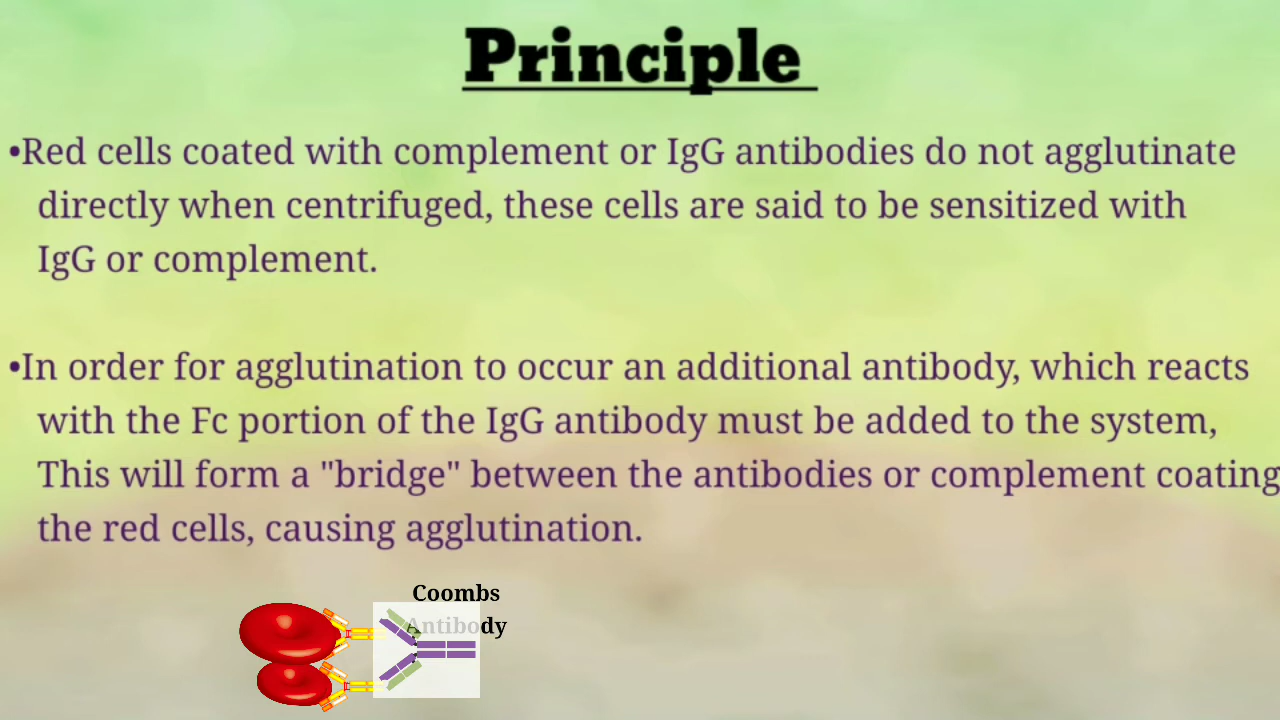 Principle
•Red cells coated with complement or IgG antibodies do not agglutinate
directly when centrifuged, these cells are said to be sensitized with
IgG or complement.
•In order for agglutination to occur an additional antibody, which reacts
with the Fc portion of the IgG antibody must be added to the system,
This will form a "bridge" between the antibodies or complement coating
the red cells, causing agglutination.
Coombs
Antibody